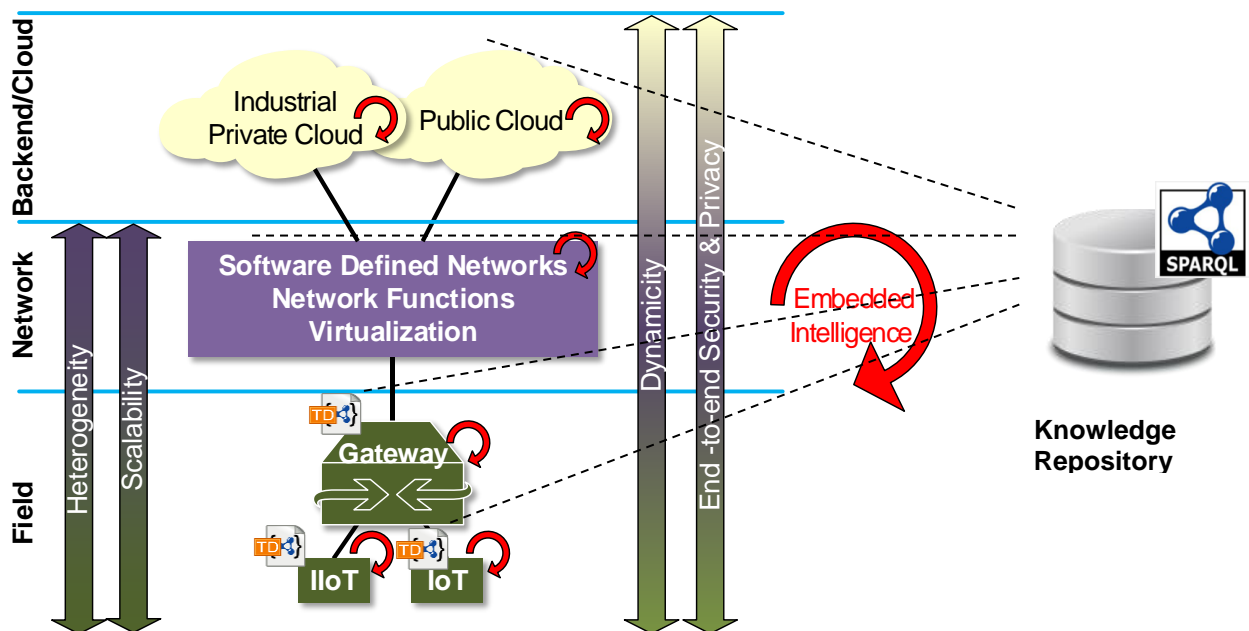 Backend/Cloud
Industrial
Private Cloud
Public Cloud
Network
Software Defined Networks
Network Functions
Virtualization
Embedded
Intelligence
SPARQL
Knowledge
Repository
Field
Heterogeneity
Scalability
Dynamicity
End -to-end Security & Privacy
TD
{ }
Gateway
TD
{ }
TD
{ }
IIoT
IoT